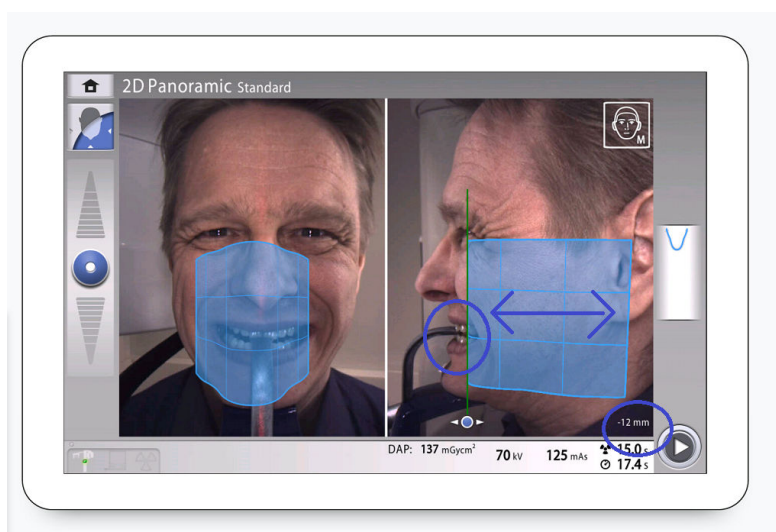 2D Panoramic Standard
M
-12 mm
DAP: 137 mGycm² 70 kV 125 mAs 15.0 s
17.4 s